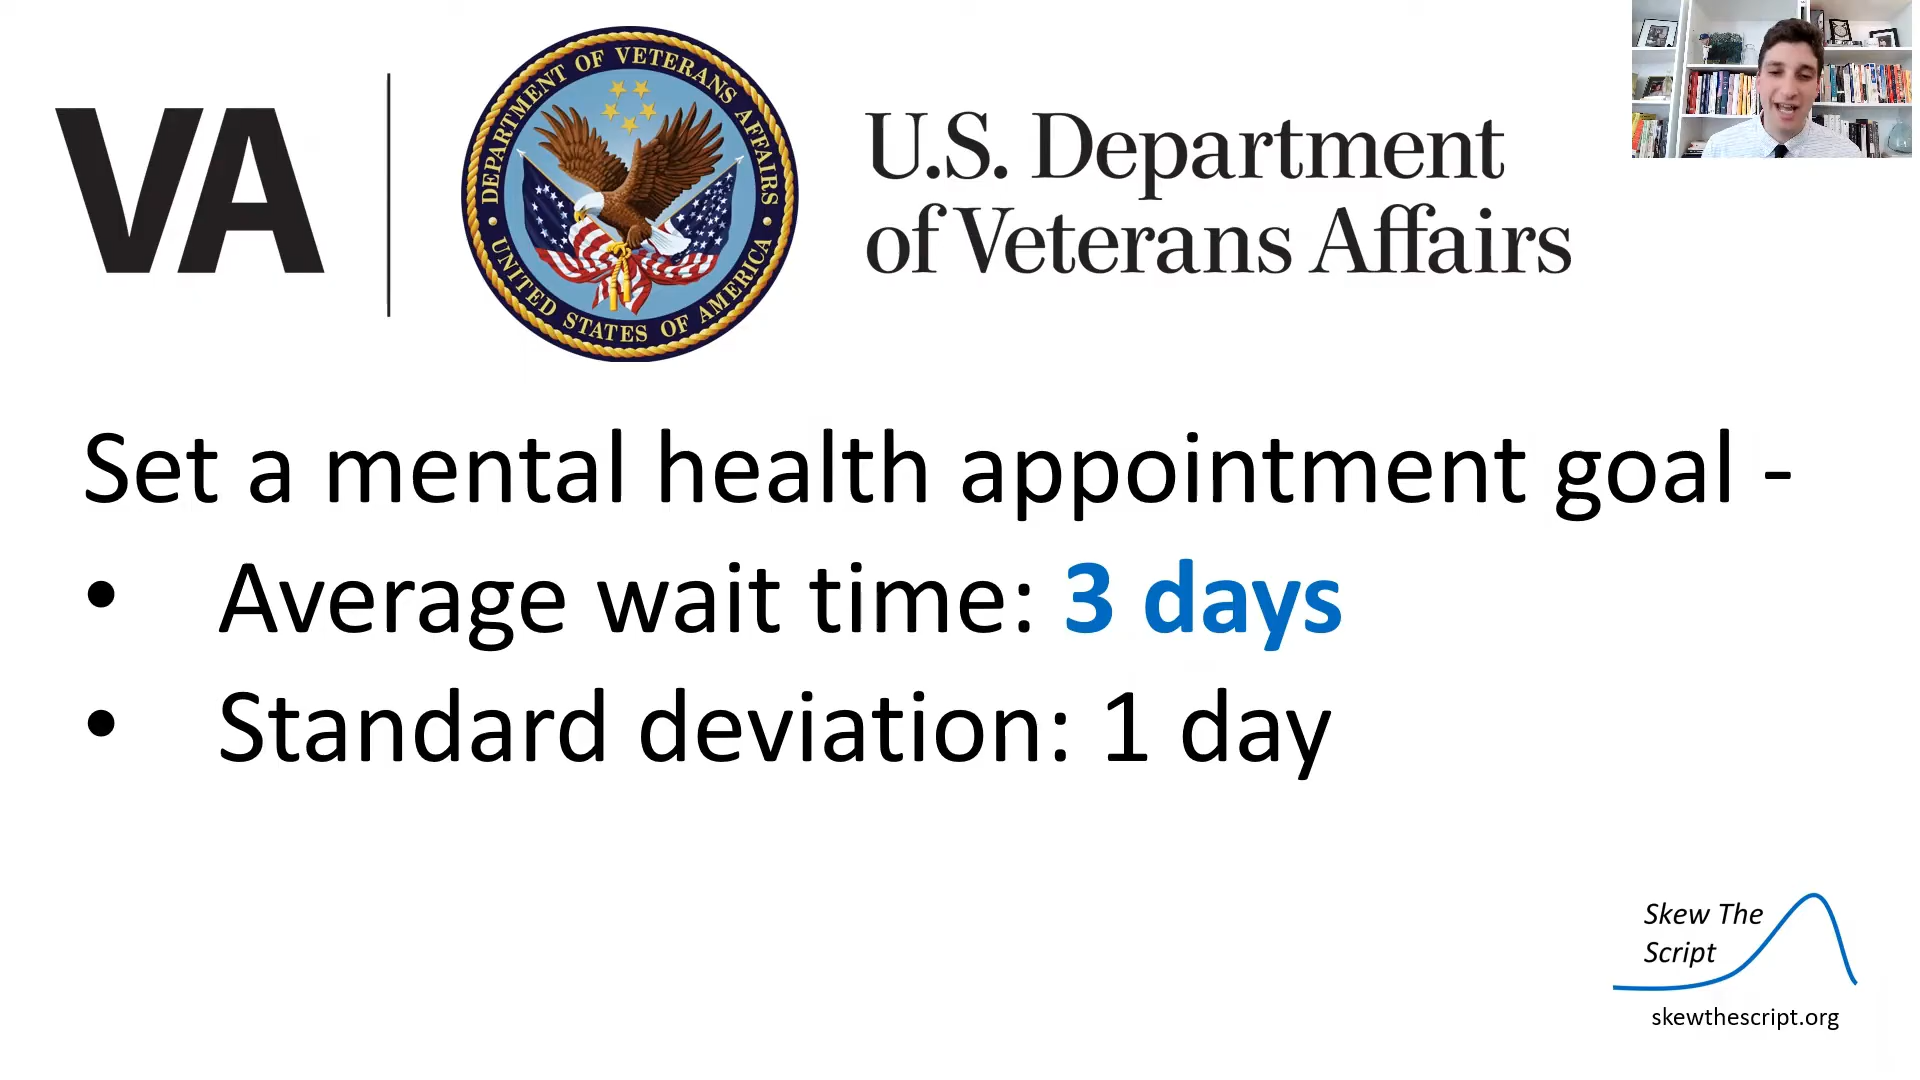 VA
DEPARTMENT OF VETERANS AFFAIRS
UNITED STATES OF AMERICA
U.S. Department
of Veterans Affairs
Set a mental health appointment goal -
• Average wait time: 3 days
• Standard deviation: 1 day
Skew The
Script
skewthescript.org